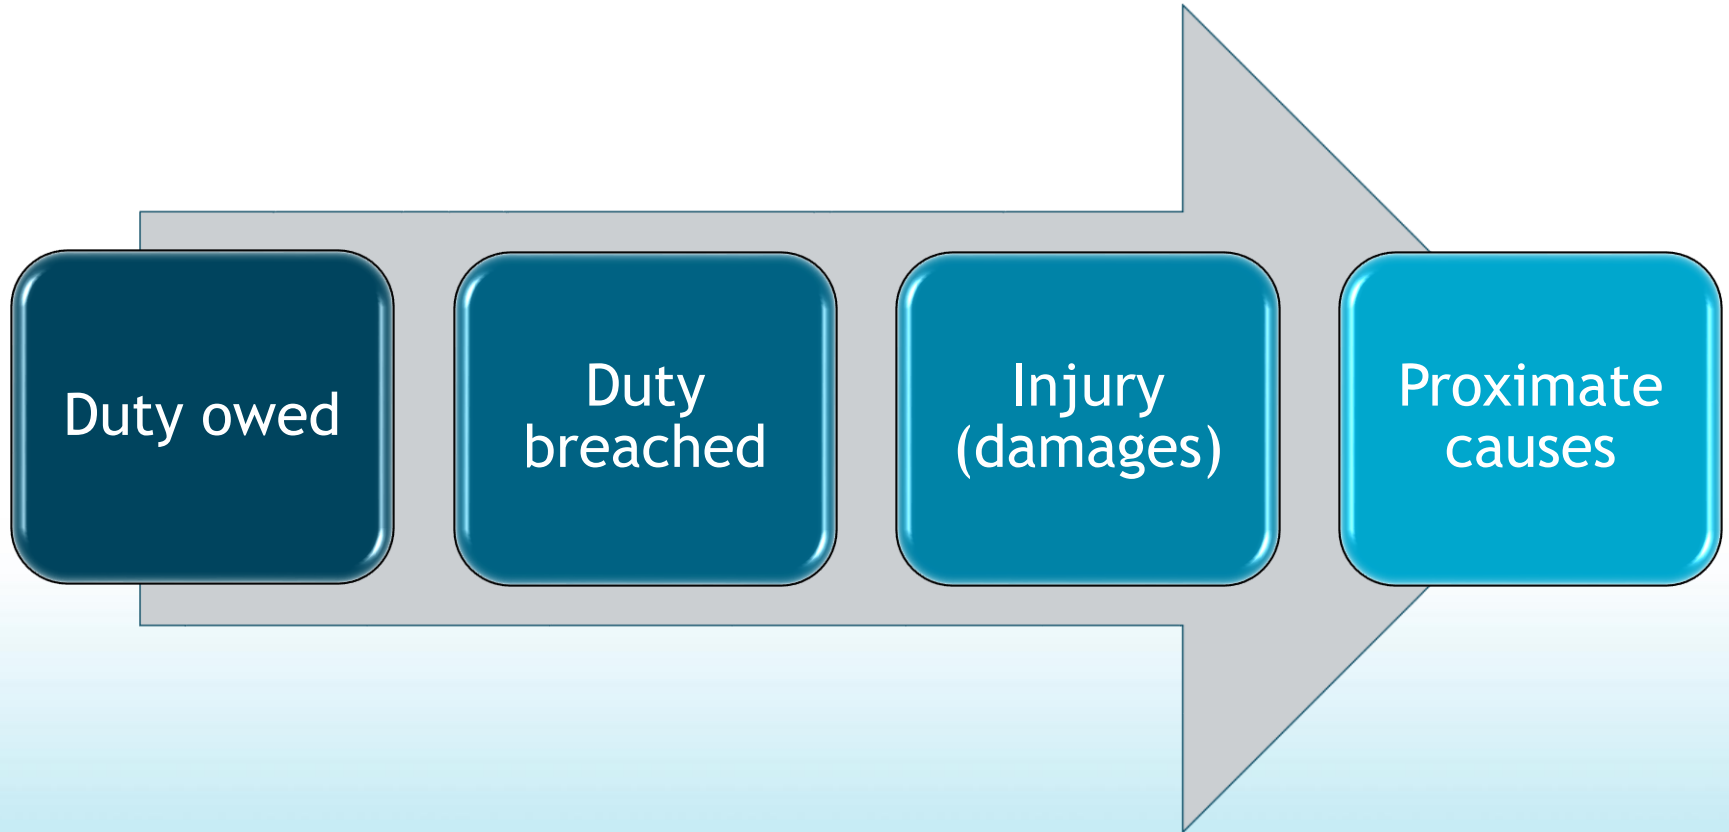 Duty owed
Duty
breached
Injury
(damages)
Proximate
causes